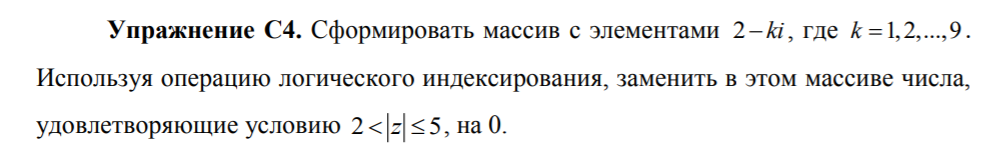 Упражнение С4. Сформировать массив с элементами 2−ki, где k=1,2,...,9.
Используя операцию логического индексирования, заменить в этом массиве числа,
удовлетворяющие условию 2<|z|≤5, на 0.